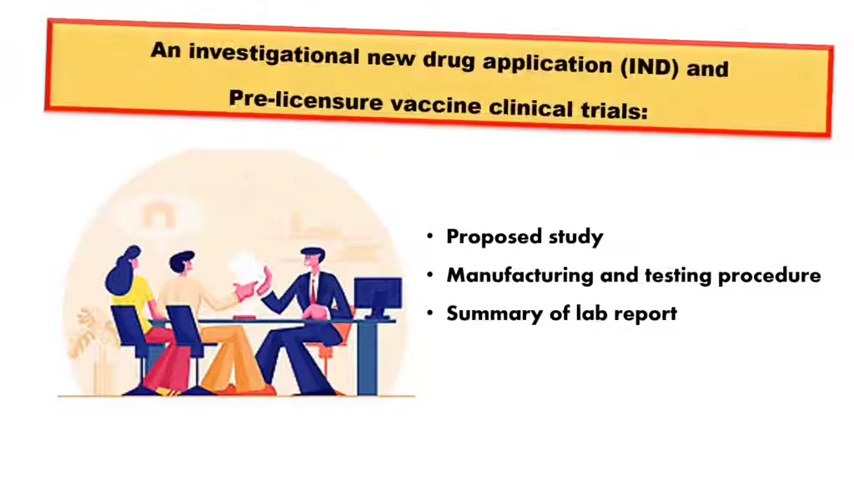 An investigational new drug application (IND) and
Pre-licensure vaccine clinical trials:
• Proposed study
• Manufacturing and testing procedure
• Summary of lab report